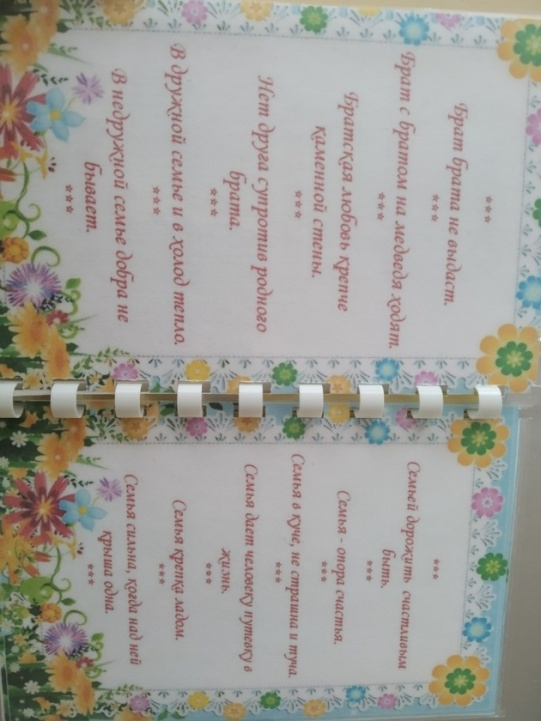 ***
Брат брата не выдаст.
***
Брат с братом на медведя ходят.
***
Братская любовь крепче
каменной стены.
***
Нет друга супротив родного
брата.
***
В дружной семье и в холод тепло.
***
В недружной семье добра не
бывает.
***
***
Семьей дорожить счастливым
быть.
***
Семья - опора счастья.
***
Семья в куче, не страшна и туча.
***
Семья дает человеку путевку в
жизнь.
***
Семья крепка ладом.
***
Семья сильна, когда над ней
крыша одна.
***